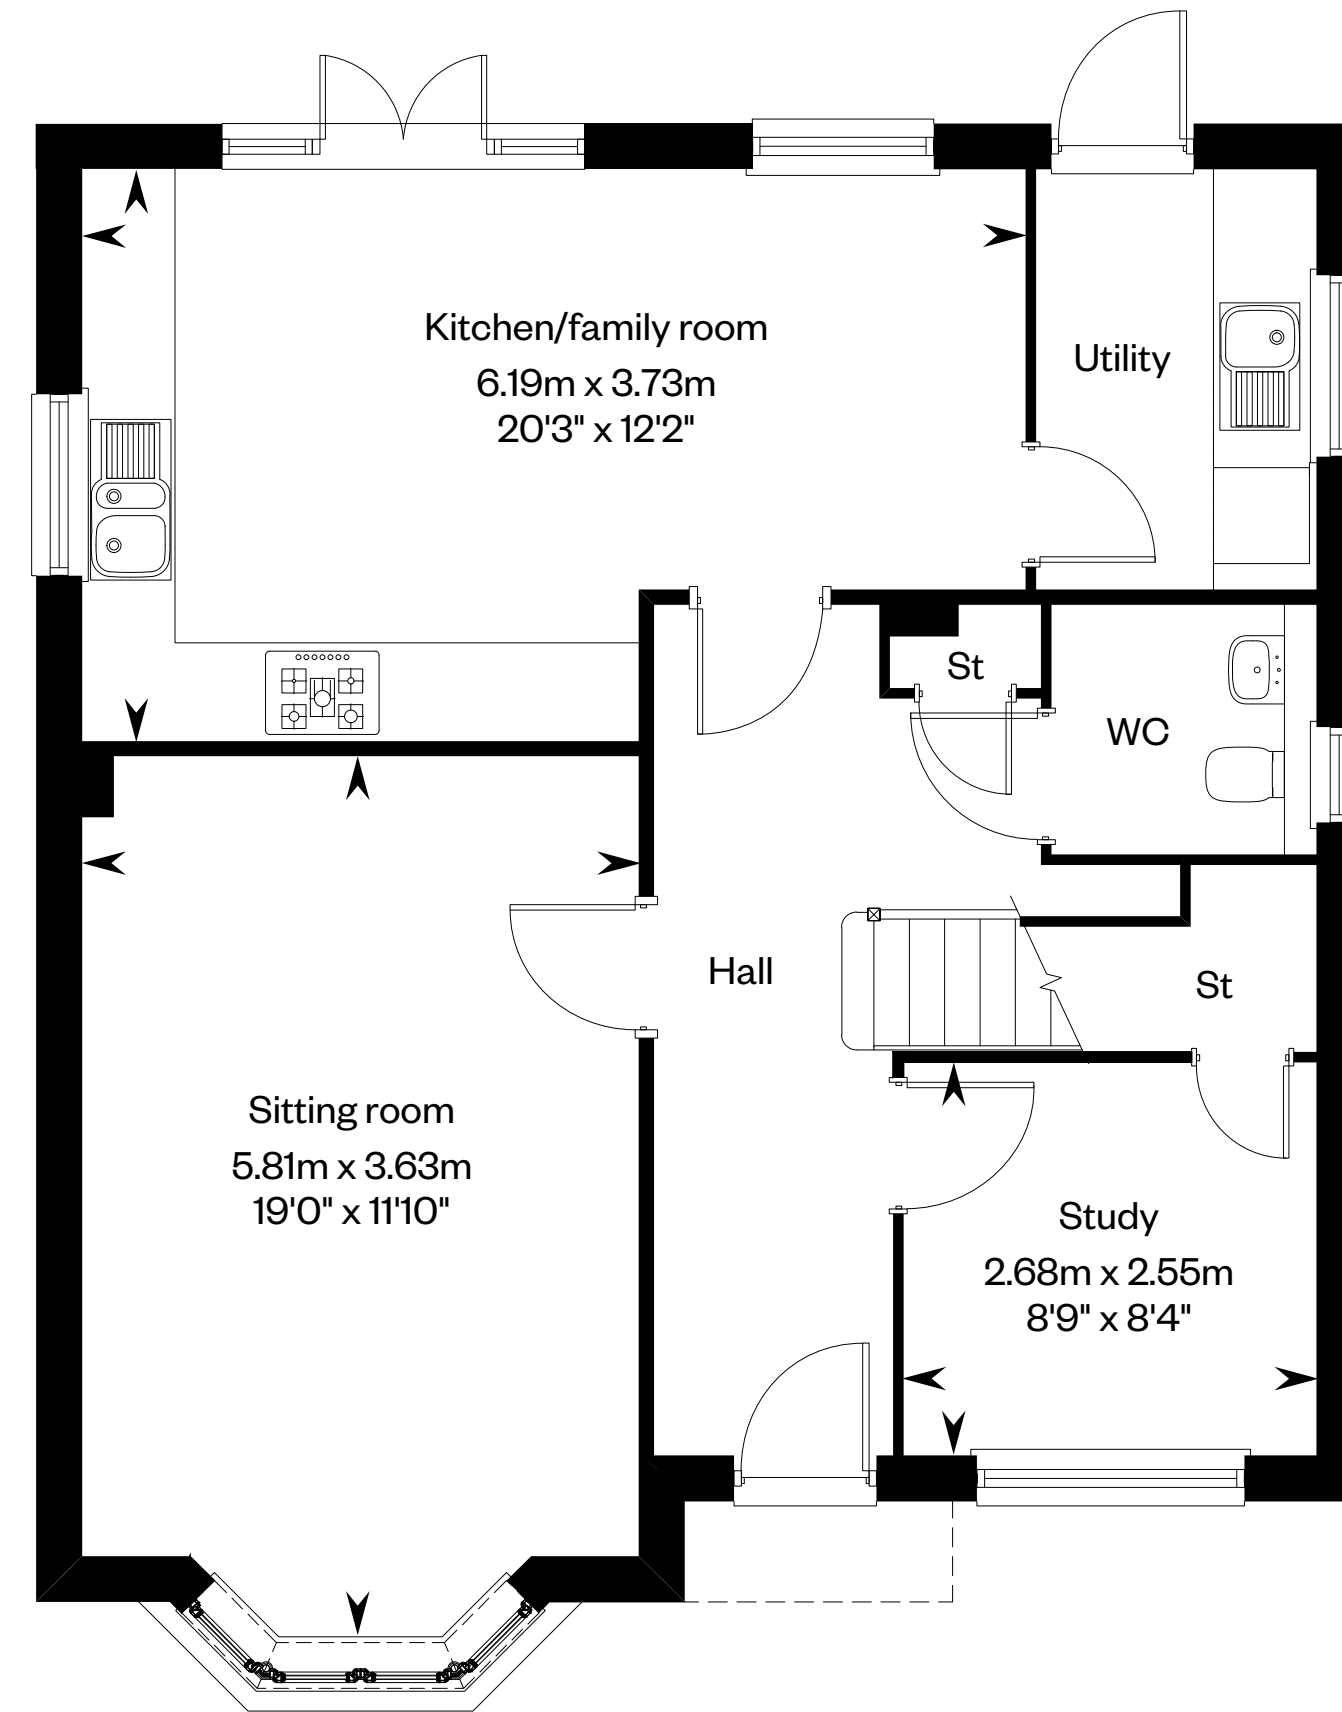 Kitchen/family room
6.19m x 3.73m
20'3" x 12'2"
Utility
St
WC
Hall
St
Sitting room
5.81m x 3.63m
19'0" x 11'10"
Study
2.68m x 2.55m
8'9" x 8'4"